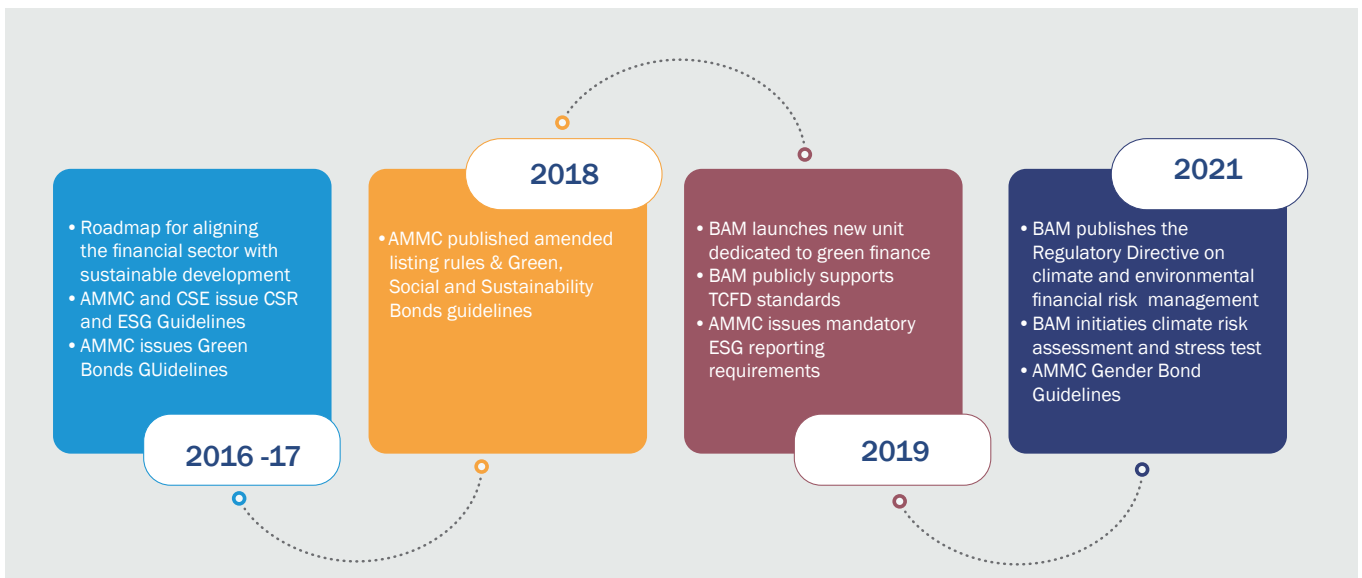 2016 -17
• Roadmap for aligning
the financial sector with
sustainable development
• AMMC and CSE issue CSR
and ESG Guidelines
• AMMC issues Green
Bonds GUidelines
2018
• AMMC published amended
listing rules & Green,
Social and Sustainability
Bonds guidelines
2019
• BAM launches new unit
dedicated to green finance
• BAM publicly supports
TCFD standards
• AMMC issues mandatory
ESG reporting
requirements
2021
• BAM publishes the
Regulatory Directive on
climate and environmental
financial risk management
• BAM initiaties climate risk
assessment and stress test
• AMMC Gender Bond
Guidelines